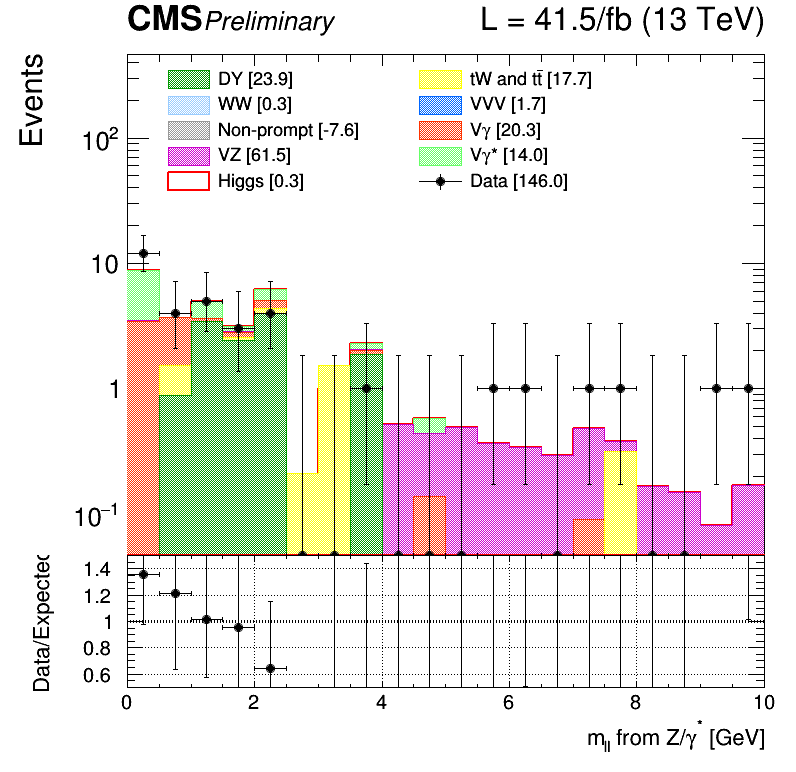 CMS Preliminary L = 41.5/fb (13 TeV)
Events
DY [23.9] tW and tt̄ [17.7]
WW [0.3] VVV [1.7]
Non-prompt [-7.6] Vγ [20.3]
VZ [61.5] Vγ* [14.0]
Higgs [0.3] Data [146.0]
10²
10
1
10⁻¹
Data/Expected
1.4
1.2
1
0.8
0.6
0 2 4 6 8 10
m_ll from Z/γ* [GeV]